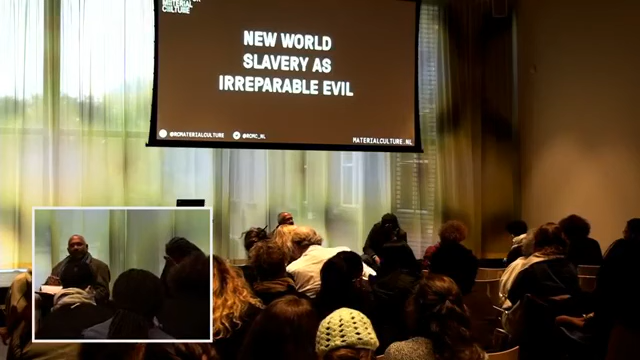 MATERIAL
CULTURE
NEW WORLD
SLAVERY AS
IRREPARABLE EVIL
@RCMATERIALCULTURE
@RCMC_NL
MATERIALCULTURE.NL